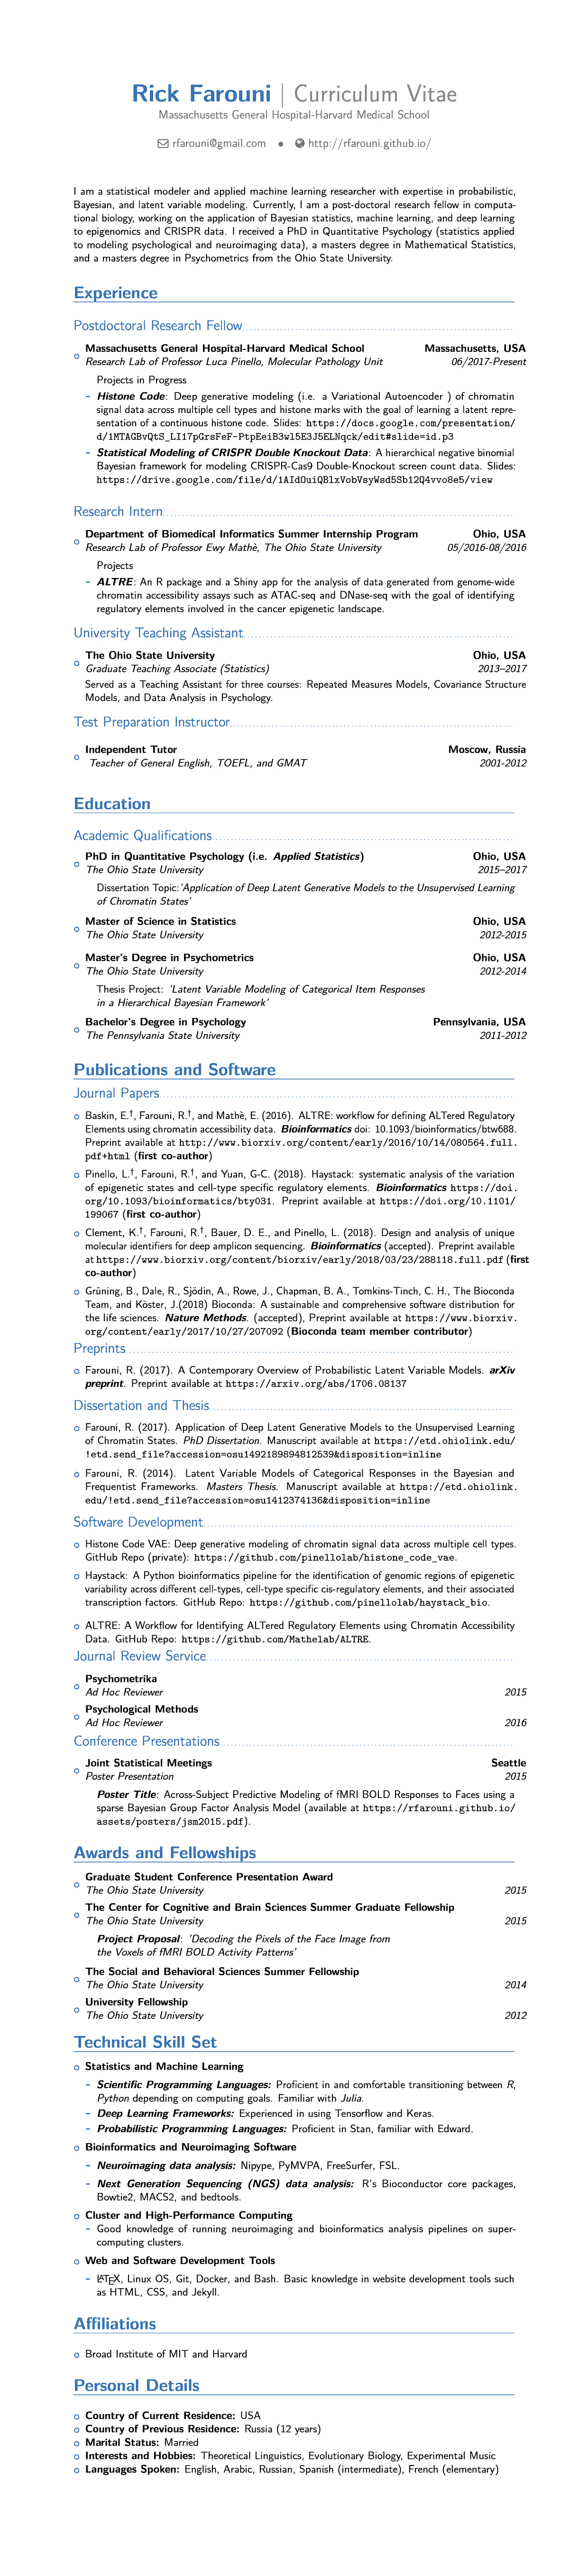 Rick Farouni | Curriculum Vitae
Massachusetts General Hospital-Harvard Medical School
rfarouni@gmail.com • http://rfarouni.github.io/
I am a statistical modeler and applied machine learning researcher with expertise in probabilistic,
Bayesian, and latent variable modeling. Currently, I am a post-doctoral research fellow in computa-
tional biology, working on the application of Bayesian statistics, machine learning, and deep learning
to epigenomics and CRISPR data. I received a PhD in Quantitative Psychology (statistics applied
to modeling psychological and neuroimaging data), a masters degree in Mathematical Statistics,
and a masters degree in Psychometrics from the Ohio State University.
Experience
Postdoctoral Research Fellow
Massachusetts General Hospital-Harvard Medical School Massachusetts, USA
Research Lab of Professor Luca Pinello, Molecular Pathology Unit 06/2017-Present
Projects in Progress
– Histone Code: Deep generative modeling (i.e. a Variational Autoencoder ) of chromatin
signal data across multiple cell types and histone marks with the goal of learning a latent repre-
sentation of a continuous histone code. Slides: https://docs.google.com/presentation/
d/1MTAGBvQtS_LI17pGrsFeF-PtpEeiB3wl5E3J5ELNqck/edit#slide=id.p3
– Statistical Modeling of CRISPR Double Knockout Data: A hierarchical negative binomial
Bayesian framework for modeling CRISPR-Cas9 Double-Knockout screen count data. Slides:
https://drive.google.com/file/d/1AIdOuiQBlxVobVsyWsd5Sb12Q4vvo8e5/view
Research Intern
Department of Biomedical Informatics Summer Internship Program Ohio, USA
Research Lab of Professor Ewy Mathè, The Ohio State University 05/2016-08/2016
Projects
– ALTRE: An R package and a Shiny app for the analysis of data generated from genome-wide
chromatin accessibility assays such as ATAC-seq and DNase-seq with the goal of identifying
regulatory elements involved in the cancer epigenetic landscape.
University Teaching Assistant
The Ohio State University Ohio, USA
Graduate Teaching Associate (Statistics) 2013–2017
Served as a Teaching Assistant for three courses: Repeated Measures Models, Covariance Structure
Models, and Data Analysis in Psychology.
Test Preparation Instructor
Independent Tutor Moscow, Russia
Teacher of General English, TOEFL, and GMAT 2001-2012
Education
Academic Qualifications
PhD in Quantitative Psychology (i.e. Applied Statistics) Ohio, USA
The Ohio State University 2015–2017
Dissertation Topic:'Application of Deep Latent Generative Models to the Unsupervised Learning
of Chromatin States'
Master of Science in Statistics Ohio, USA
The Ohio State University 2012-2015
Master's Degree in Psychometrics Ohio, USA
The Ohio State University 2012-2014
Thesis Project: 'Latent Variable Modeling of Categorical Item Responses
in a Hierarchical Bayesian Framework'
Bachelor's Degree in Psychology Pennsylvania, USA
The Pennsylvania State University 2011-2012
Publications and Software
Journal Papers
Baskin, E.†, Farouni, R.†, and Mathè, E. (2016). ALTRE: workflow for defining ALTered Regulatory
Elements using chromatin accessibility data. Bioinformatics doi: 10.1093/bioinformatics/btw688.
Preprint available at http://www.biorxiv.org/content/early/2016/10/14/080564.full.
pdf+html (first co-author)
Pinello, L.†, Farouni, R.†, and Yuan, G-C. (2018). Haystack: systematic analysis of the variation
of epigenetic states and cell-type specific regulatory elements. Bioinformatics https://doi.
org/10.1093/bioinformatics/bty031. Preprint available at https://doi.org/10.1101/
199067 (first co-author)
Clement, K.†, Farouni, R.†, Bauer, D. E., and Pinello, L. (2018). Design and analysis of unique
molecular identifiers for deep amplicon sequencing. Bioinformatics (accepted). Preprint available
at https://www.biorxiv.org/content/biorxiv/early/2018/03/23/288118.full.pdf (first
co-author)
Grüning, B., Dale, R., Sjödin, A., Rowe, J., Chapman, B. A., Tomkins-Tinch, C. H., The Bioconda
Team, and Köster, J.(2018) Bioconda: A sustainable and comprehensive software distribution for
the life sciences. Nature Methods. (accepted), Preprint available at https://www.biorxiv.
org/content/early/2017/10/27/207092 (Bioconda team member contributor)
Preprints
Farouni, R. (2017). A Contemporary Overview of Probabilistic Latent Variable Models. arXiv
preprint. Preprint available at https://arxiv.org/abs/1706.08137
Dissertation and Thesis
Farouni, R. (2017). Application of Deep Latent Generative Models to the Unsupervised Learning
of Chromatin States. PhD Dissertation. Manuscript available at https://etd.ohiolink.edu/
!etd.send_file?accession=osu1492189894812539&disposition=inline
Farouni, R. (2014). Latent Variable Models of Categorical Responses in the Bayesian and
Frequentist Frameworks. Masters Thesis. Manuscript available at https://etd.ohiolink.
edu/!etd.send_file?accession=osu1412374136&disposition=inline
Software Development
Histone Code VAE: Deep generative modeling of chromatin signal data across multiple cell types.
GitHub Repo (private): https://github.com/pinellolab/histone_code_vae.
Haystack: A Python bioinformatics pipeline for the identification of genomic regions of epigenetic
variability across different cell-types, cell-type specific cis-regulatory elements, and their associated
transcription factors. GitHub Repo: https://github.com/pinellolab/haystack_bio.
ALTRE: A Workflow for Identifying ALTered Regulatory Elements using Chromatin Accessibility
Data. GitHub Repo: https://github.com/Mathelab/ALTRE.
Journal Review Service
Psychometrika
Ad Hoc Reviewer 2015
Psychological Methods
Ad Hoc Reviewer 2016
Conference Presentations
Joint Statistical Meetings Seattle
Poster Presentation 2015
Poster Title: Across-Subject Predictive Modeling of fMRI BOLD Responses to Faces using a
sparse Bayesian Group Factor Analysis Model (available at https://rfarouni.github.io/
assets/posters/jsm2015.pdf).
Awards and Fellowships
Graduate Student Conference Presentation Award
The Ohio State University 2015
The Center for Cognitive and Brain Sciences Summer Graduate Fellowship
The Ohio State University 2015
Project Proposal: 'Decoding the Pixels of the Face Image from
the Voxels of fMRI BOLD Activity Patterns'
The Social and Behavioral Sciences Summer Fellowship
The Ohio State University 2014
University Fellowship
The Ohio State University 2012
Technical Skill Set
Statistics and Machine Learning
– Scientific Programming Languages: Proficient in and comfortable transitioning between R,
Python depending on computing goals. Familiar with Julia.
– Deep Learning Frameworks: Experienced in using Tensorflow and Keras.
– Probabilistic Programming Languages: Proficient in Stan, familiar with Edward.
Bioinformatics and Neuroimaging Software
– Neuroimaging data analysis: Nipype, PyMVPA, FreeSurfer, FSL.
– Next Generation Sequencing (NGS) data analysis: R's Bioconductor core packages,
Bowtie2, MACS2, and bedtools.
Cluster and High-Performance Computing
– Good knowledge of running neuroimaging and bioinformatics analysis pipelines on super-
computing clusters.
Web and Software Development Tools
– LATEX, Linux OS, Git, Docker, and Bash. Basic knowledge in website development tools such
as HTML, CSS, and Jekyll.
Affiliations
Broad Institute of MIT and Harvard
Personal Details
Country of Current Residence: USA
Country of Previous Residence: Russia (12 years)
Marital Status: Married
Interests and Hobbies: Theoretical Linguistics, Evolutionary Biology, Experimental Music
Languages Spoken: English, Arabic, Russian, Spanish (intermediate), French (elementary)